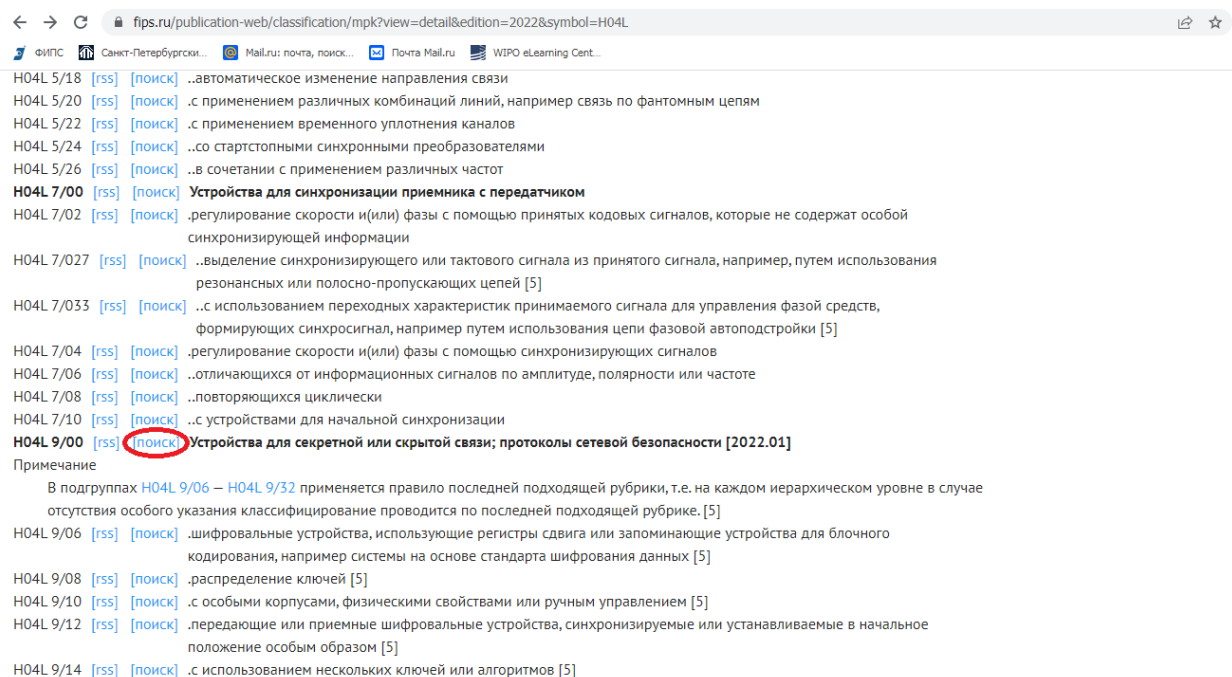 fips.ru/publication-web/classification/mpk?view=detail&edition=2022&symbol=H04L
ФИПС Санкт-Петербургски... Mail.ru: почта, поиск... Почта Mail.ru WIPO eLearning Cent...
H04L 5/18 [rss] [поиск] ..автоматическое изменение направления связи
H04L 5/20 [rss] [поиск] .с применением различных комбинаций линий, например связь по фантомным цепям
H04L 5/22 [rss] [поиск] .с применением временного уплотнения каналов
H04L 5/24 [rss] [поиск] ..со стартстопными синхронными преобразователями
H04L 5/26 [rss] [поиск] ..в сочетании с применением различных частот
H04L 7/00 [rss] [поиск] Устройства для синхронизации приемника с передатчиком
H04L 7/02 [rss] [поиск] .регулирование скорости и(или) фазы с помощью принятых кодовых сигналов, которые не содержат особой
синхронизирующей информации
H04L 7/027 [rss] [поиск] ..выделение синхронизирующего или тактового сигнала из принятого сигнала, например, путем использования
резонансных или полосно-пропускающих цепей [5]
H04L 7/033 [rss] [поиск] ..с использованием переходных характеристик принимаемого сигнала для управления фазой средств,
формирующих синхросигнал, например путем использования цепи фазовой автоподстройки [5]
H04L 7/04 [rss] [поиск] .регулирование скорости и(или) фазы с помощью синхронизирующих сигналов
H04L 7/06 [rss] [поиск] ..отличающихся от информационных сигналов по амплитуде, полярности или частоте
H04L 7/08 [rss] [поиск] ..повторяющихся циклически
H04L 7/10 [rss] [поиск] ..с устройствами для начальной синхронизации
H04L 9/00 [rss] [поиск] Устройства для секретной или скрытой связи; протоколы сетевой безопасности [2022.01]
Примечание
В подгруппах H04L 9/06 — H04L 9/32 применяется правило последней подходящей рубрики, т.е. на каждом иерархическом уровне в случае
отсутствия особого указания классифицирование проводится по последней подходящей рубрике. [5]
H04L 9/06 [rss] [поиск] .шифровальные устройства, использующие регистры сдвига или запоминающие устройства для блочного
кодирования, например системы на основе стандарта шифрования данных [5]
H04L 9/08 [rss] [поиск] .распределение ключей [5]
H04L 9/10 [rss] [поиск] .с особыми корпусами, физическими свойствами или ручным управлением [5]
H04L 9/12 [rss] [поиск] .передающие или приемные шифровальные устройства, синхронизируемые или устанавливаемые в начальное
положение особым образом [5]
H04L 9/14 [rss] [поиск] .с использованием нескольких ключей или алгоритмов [5]